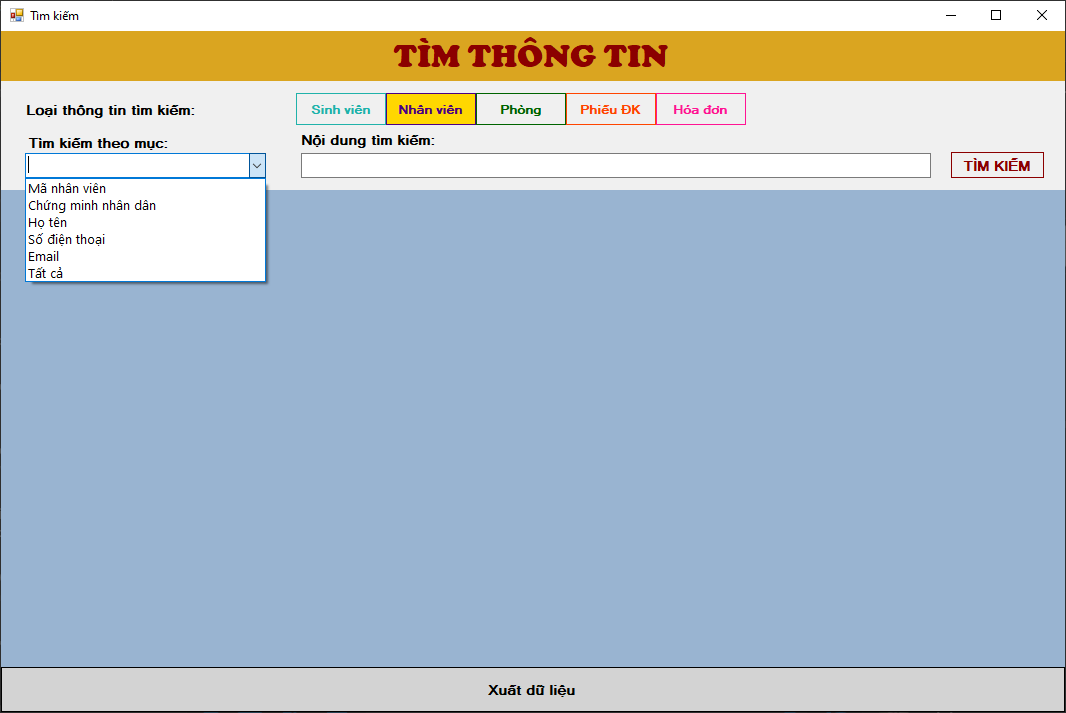 Tìm kiếm
TÌM THÔNG TIN
Loại thông tin tìm kiếm:
Sinh viên
Nhân viên
Phòng
Phiếu ĐK
Hóa đơn
Tìm kiếm theo mục:
Nội dung tìm kiếm:
TÌM KIẾM
Mã nhân viên
Chứng minh nhân dân
Họ tên
Số điện thoại
Email
Tất cả
Xuất dữ liệu